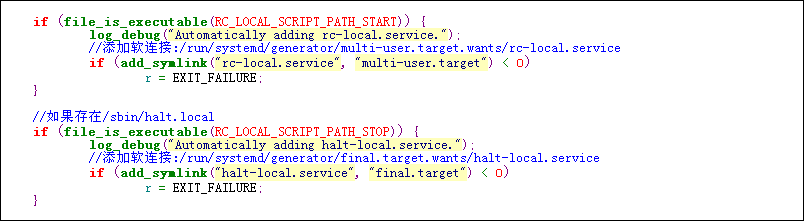 if (file_is_executable(RC_LOCAL_SCRIPT_PATH_START)) {
log_debug("Automatically adding rc-local.service.");
//添加软连接:/run/systemd/generator/multi-user.target.wants/rc-local.service
if (add_symlink("rc-local.service", "multi-user.target") < 0)
r = EXIT_FAILURE;
}
//如果存在/sbin/halt.local
if (file_is_executable(RC_LOCAL_SCRIPT_PATH_STOP)) {
log_debug("Automatically adding halt-local.service.");
//添加软连接:/run/systemd/generator/final.target.wants/halt-local.service
if (add_symlink("halt-local.service", "final.target") < 0)
r = EXIT_FAILURE;
}